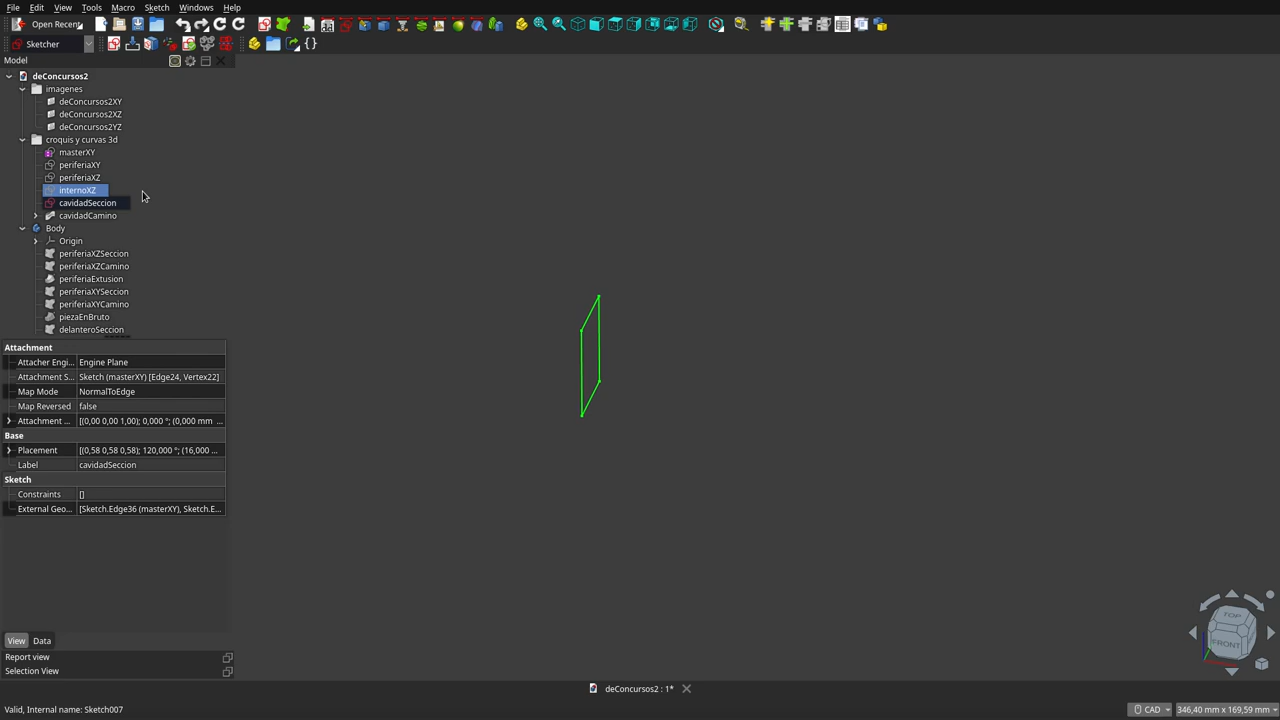 File Edit View Tools Macro Sketch Windows Help
Open Recent
Sketcher
Model
deConcursos2
imagenes
deConcursos2XY
deConcursos2XZ
deConcursos2YZ
croquis y curvas 3d
masterXY
periferiaXY
periferiaXZ
internoXZ
cavidadSeccion
cavidadCamino
Body
Origin
periferiaXZSeccion
periferiaXZCamino
periferiaExtusion
periferiaXYSeccion
periferiaXYCamino
piezaEnBruto
delanteroSeccion
Attachment
Attacher Engi... Engine Plane
Attachment S... Sketch (masterXY) [Edge24, Vertex22]
Map Mode NormalToEdge
Map Reversed false
Attachment ... [(0,00 0,00 1,00); 0,000 °; (0,000 mm ...
Base
Placement [(0,58 0,58 0,58); 120,000 °; (16,000 ...
Label cavidadSeccion
Sketch
Constraints []
External Geo... [Sketch.Edge36 (masterXY), Sketch.E...
View Data
Report view
Selection View
TOP
FRONT
deConcursos2 : 1*
Valid, Internal name: Sketch007
CAD
346,40 mm x 169,59 mm